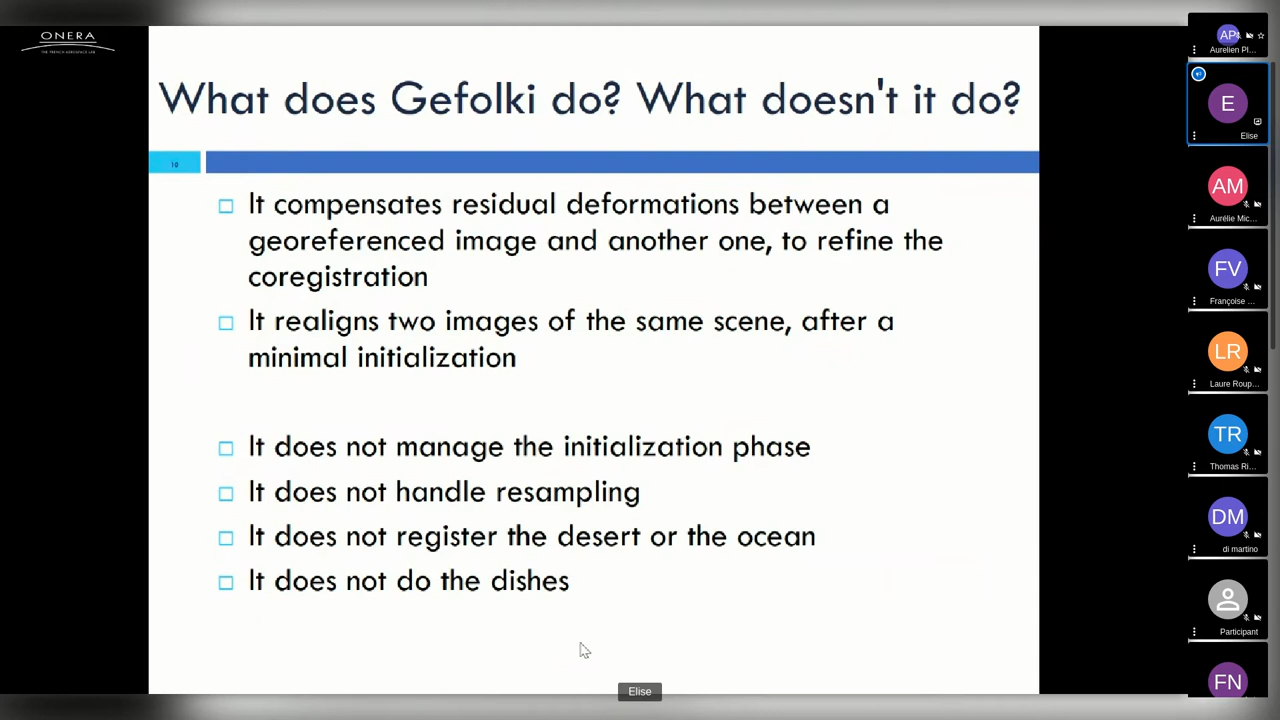 ONERA
THE FRENCH AEROSPACE LAB
What does Gefolki do? What doesn't it do?
10
It compensates residual deformations between a
georeferenced image and another one, to refine the
coregistration
It realigns two images of the same scene, after a
minimal initialization
It does not manage the initialization phase
It does not handle resampling
It does not register the desert or the ocean
It does not do the dishes
Elise
AP
Aurelien Pl...
E
Elise
AM
Aurélie Mic...
FV
Françoise ...
LR
Laure Roup...
TR
Thomas Ri...
DM
di martino
Participant
FN